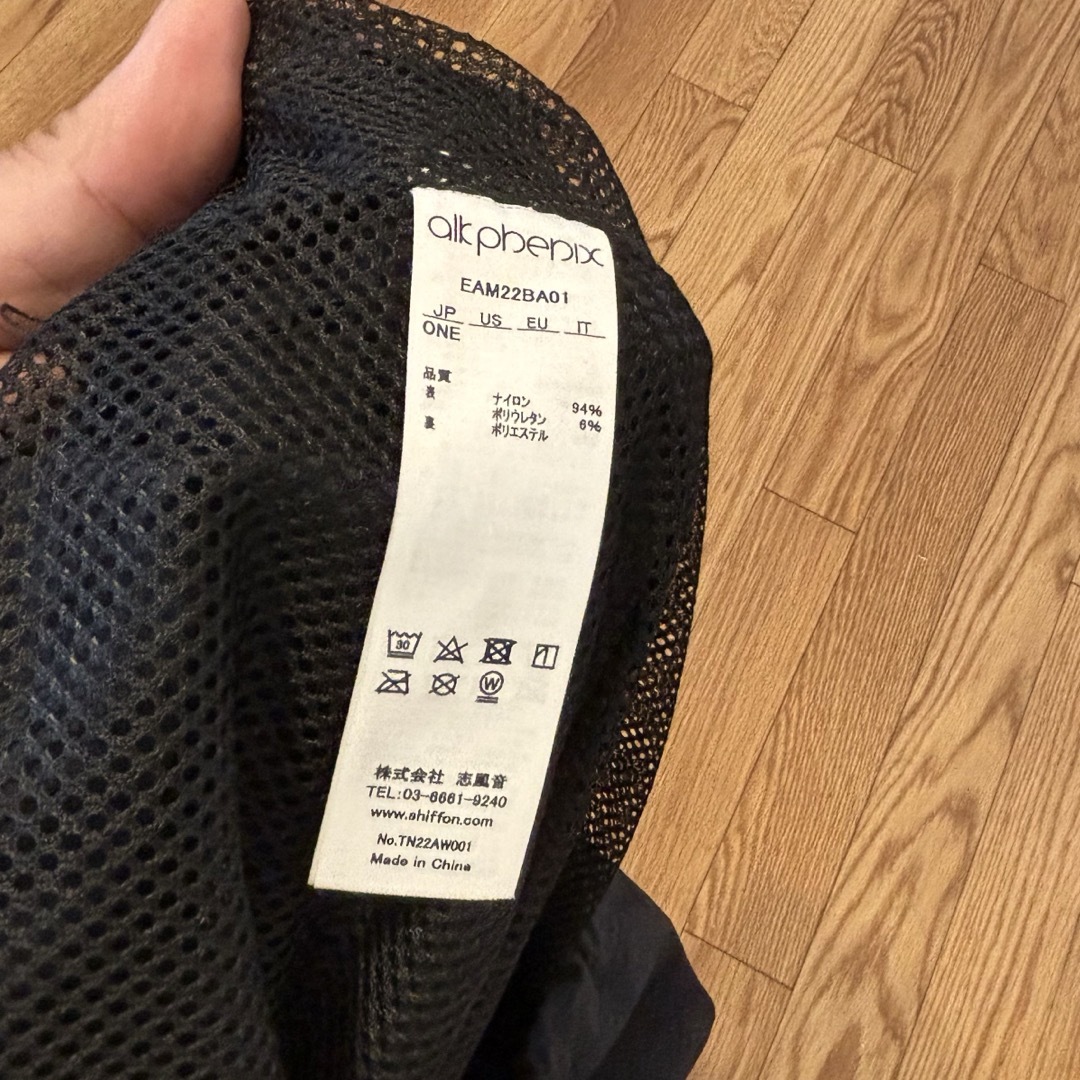 alk phenix
EAM22BA01
JP US EU IT
ONE
品質
表 ナイロン 94%
ポリウレタン 6%
裏 ポリエステル
30
W
株式会社 志風音
TEL:03-6661-9240
www.shiffon.com
No.TN22AW001
Made in China